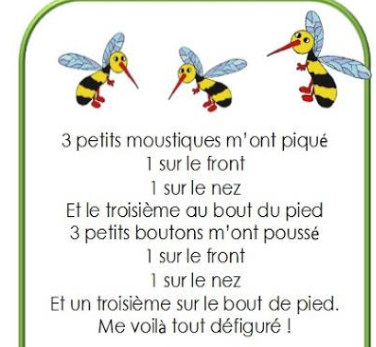 3 petits moustiques m'ont piqué
1 sur le front
1 sur le nez
Et le troisième au bout du pied
3 petits boutons m'ont poussé
1 sur le front
1 sur le nez
Et un troisième sur le bout de pied.
Me voilà tout défiguré !